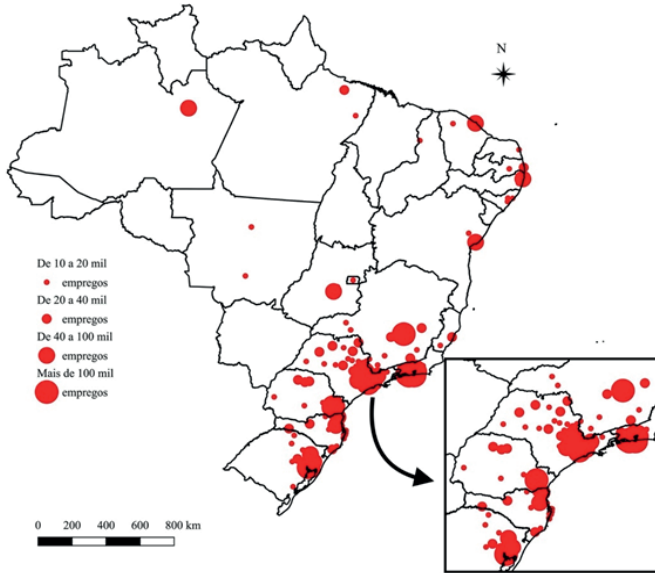 N
De 10 a 20 mil
empregos
De 20 a 40 mil
empregos
De 40 a 100 mil
empregos
Mais de 100 mil
empregos
0 200 400 600 800 km